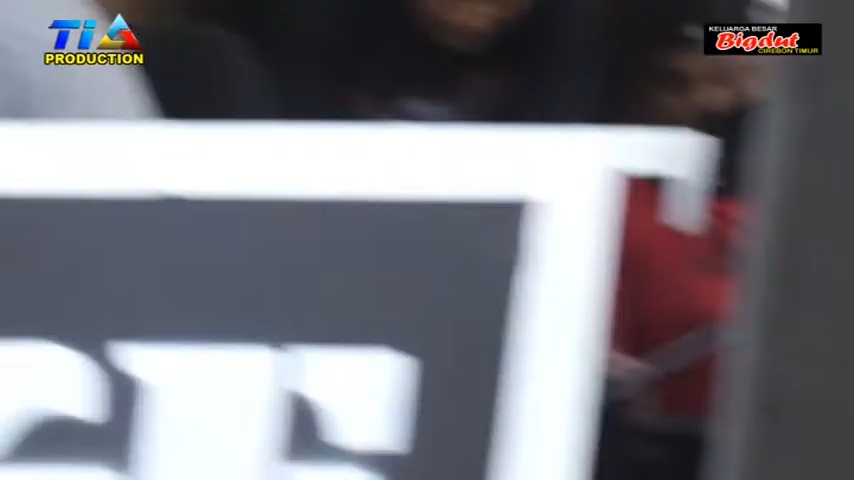 TIA
PRODUCTION
KELUARGA BESAR
Bigdut
CIREBON TIMUR